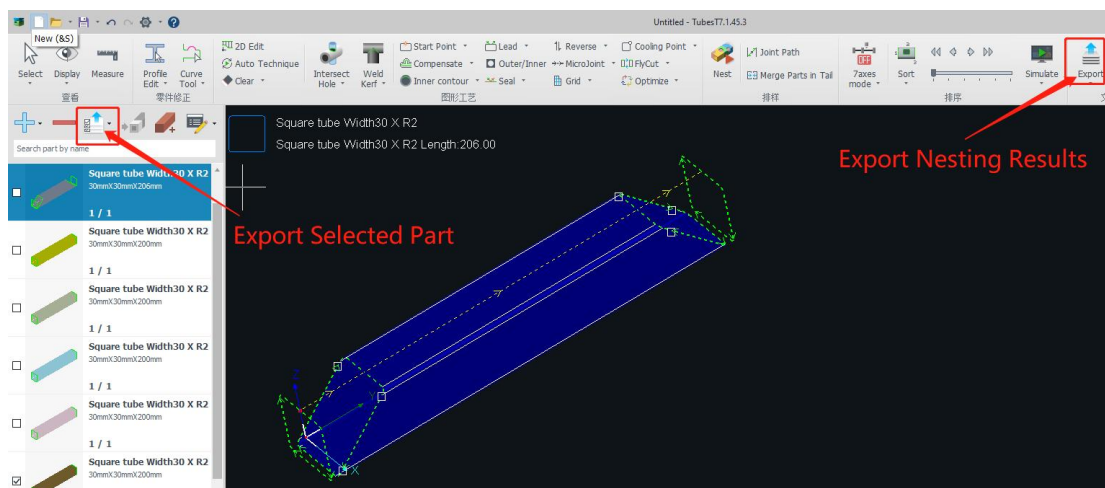 Untitled - TubesT7.1.45.3
New (&S)
Select
Display
Measure
Profile Edit
Curve Tool
2D Edit
Auto Technique
Clear
Intersect Hole
Weld Kerf
Start Point
Lead
Reverse
Cooling Point
Compensate
Outer/Inner
MicroJoint
FlyCut
Inner contour
Seal
Grid
Optimize
Nest
Joint Path
Merge Parts in Tail
7axes mode
Sort
Simulate
Export
查看
零件修正
图形工艺
排样
排序
Search part by name
Square tube Width30 X R2
30mmX30mmX206mm
1 / 1
Square tube Width30 X R2
30mmX30mmX200mm
1 / 1
Square tube Width30 X R2
30mmX30mmX200mm
1 / 1
Square tube Width30 X R2
30mmX30mmX200mm
1 / 1
Square tube Width30 X R2
30mmX30mmX200mm
1 / 1
Square tube Width30 X R2
30mmX30mmX200mm
Square tube Width30 X R2
Square tube Width30 X R2 Length:206.00
Export Selected Part
Export Nesting Results
Z
Y
X